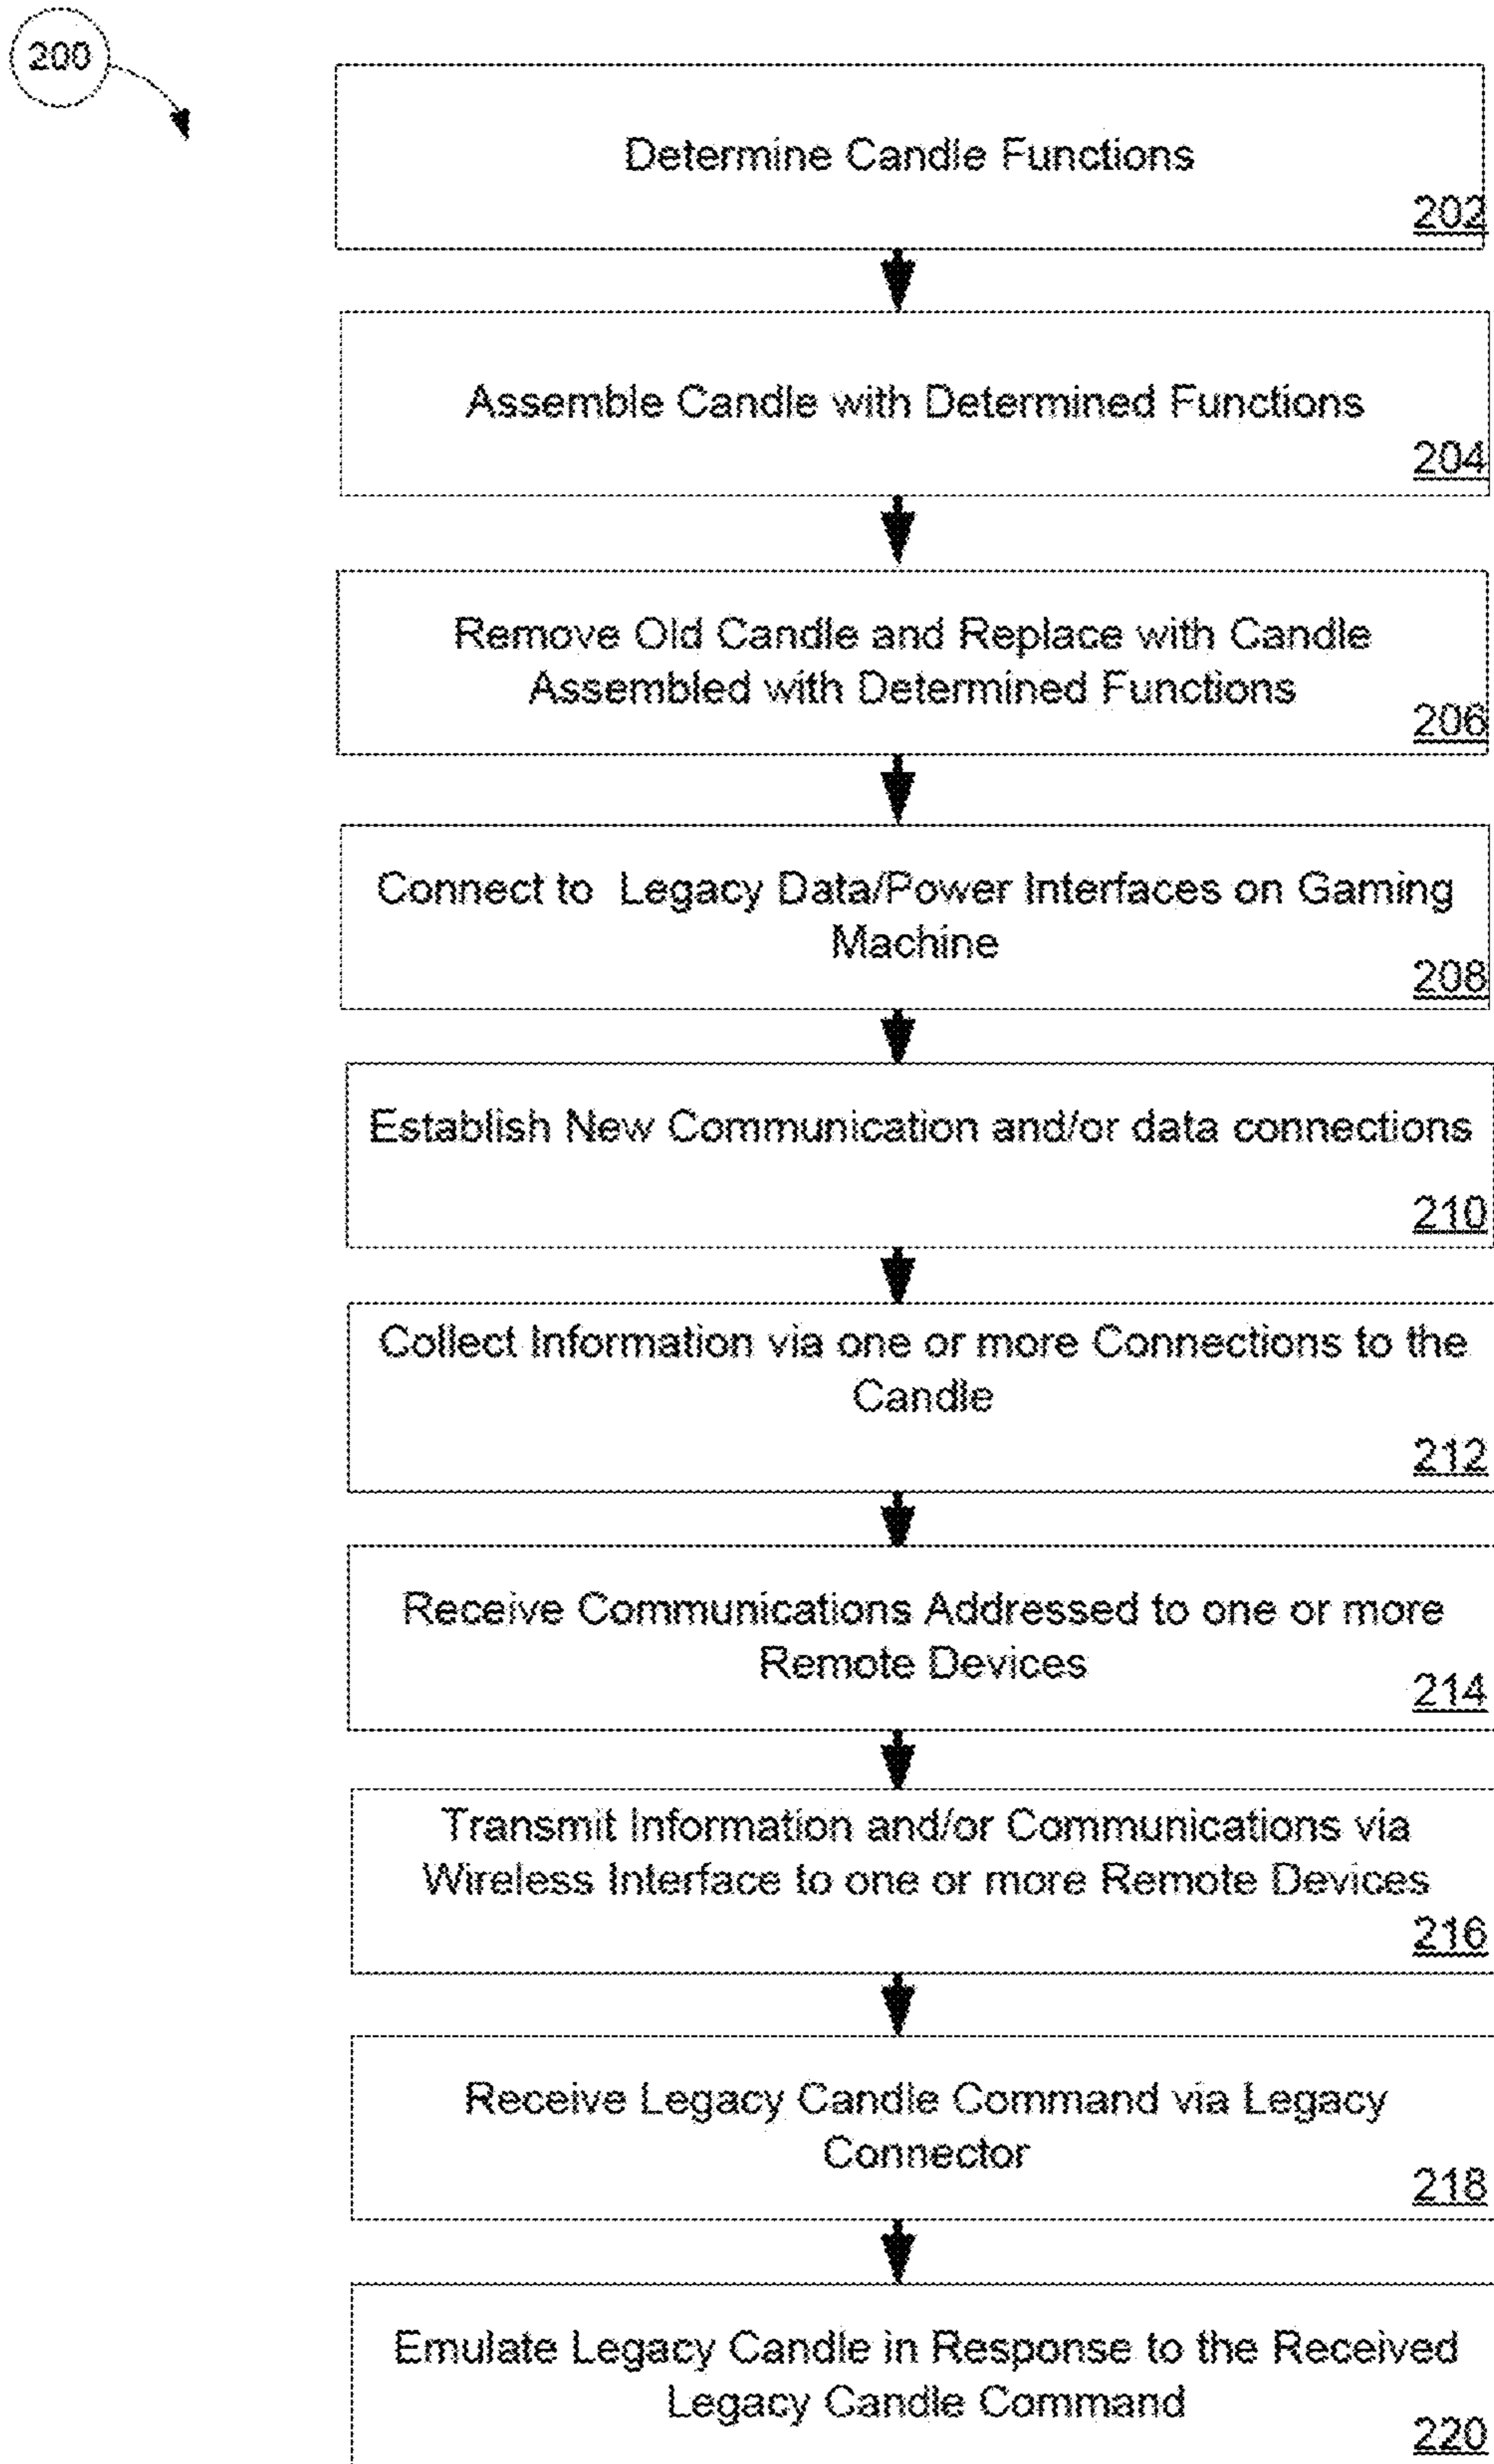 200
Determine Candle Functions
202
Assemble Candle with Determined Functions
204
Remove Old Candle and Replace with Candle
Assembled with Determined Functions
206
Connect to Legacy Data/Power Interfaces on Gaming
Machine
208
Establish New Communication and/or data connections
210
Collect Information via one or more Connections to the
Candle
212
Receive Communications Addressed to one or more
Remote Devices
214
Transmit Information and/or Communications via
Wireless Interface to one or more Remote Devices
216
Receive Legacy Candle Command via Legacy
Connector
218
Emulate Legacy Candle in Response to the Received
Legacy Candle Command
220